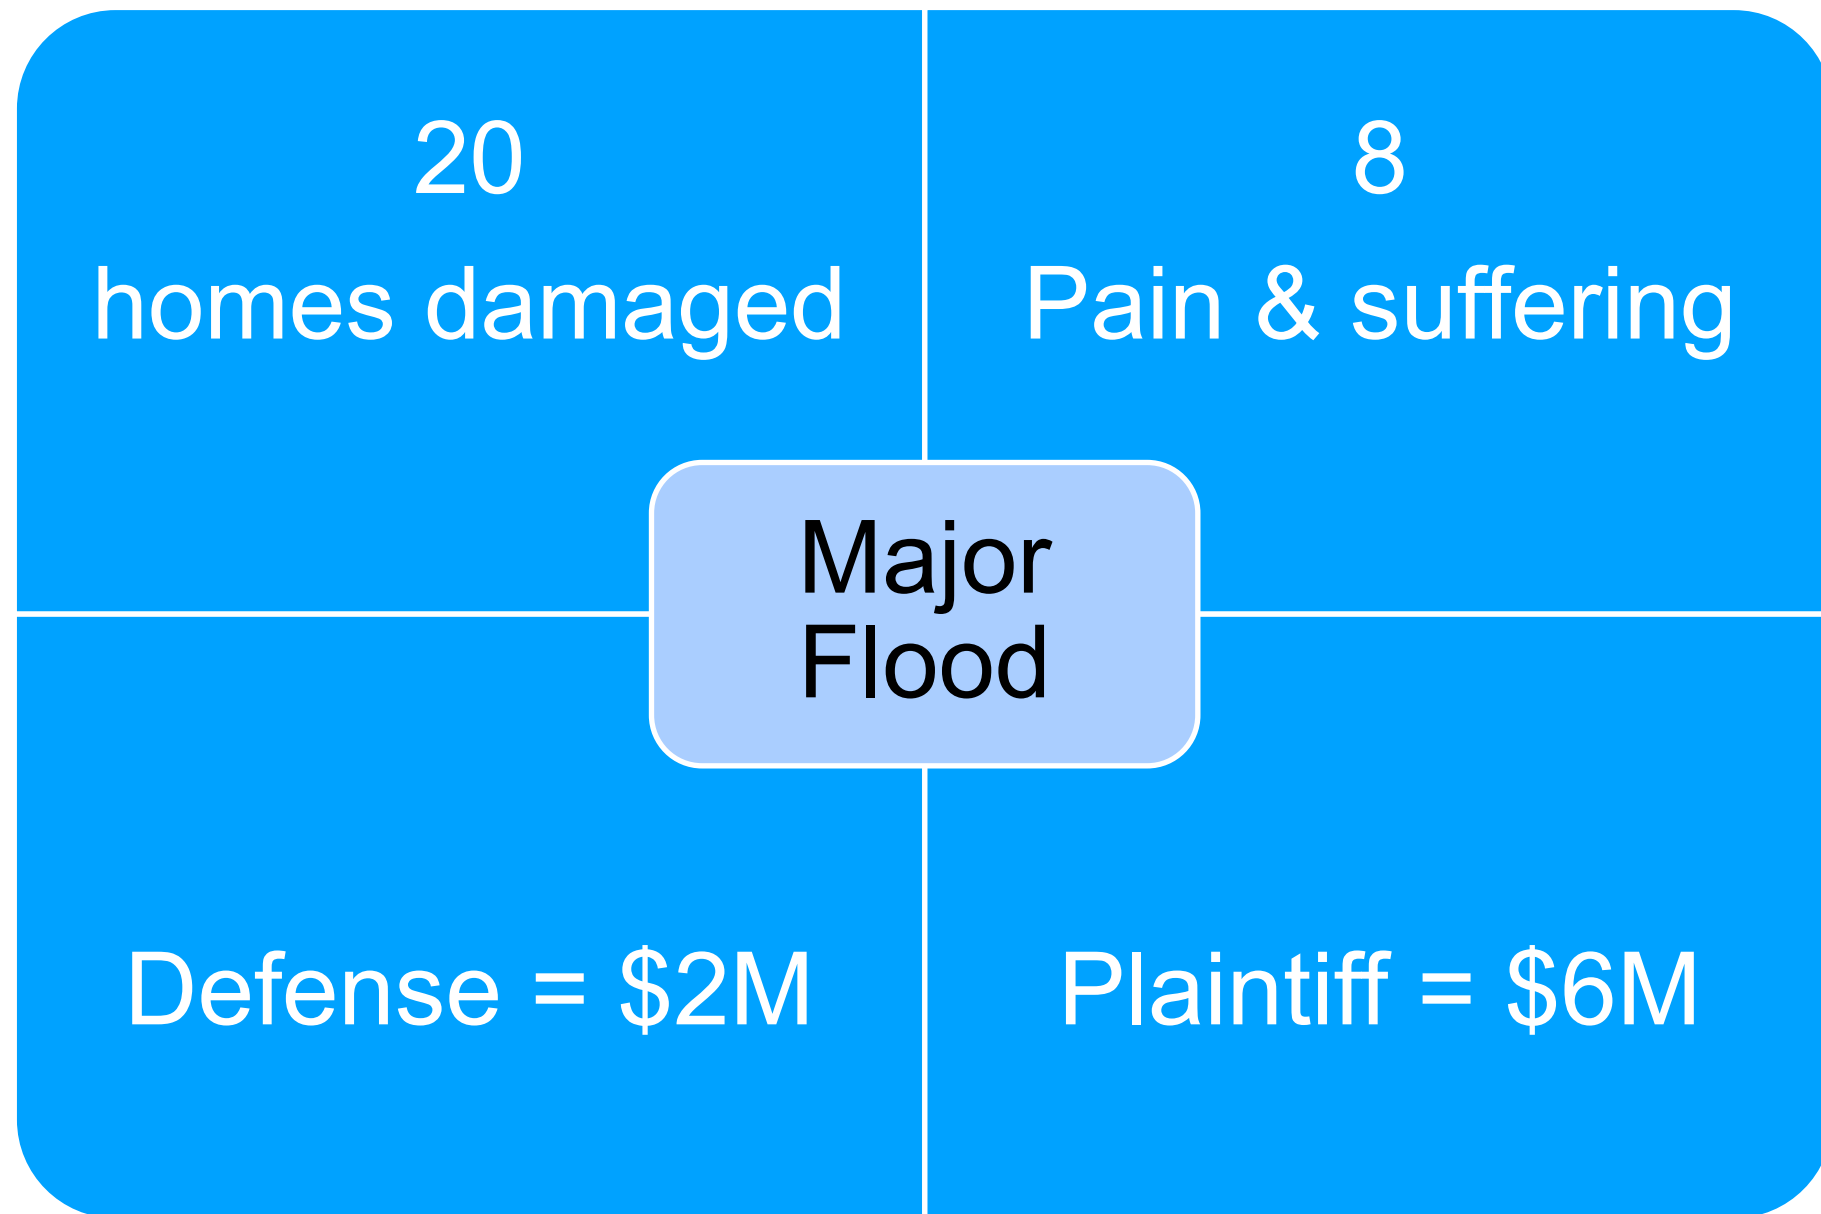 20
homes damaged
8
Pain & suffering
Major
Flood
Defense = $2M
Plaintiff = $6M